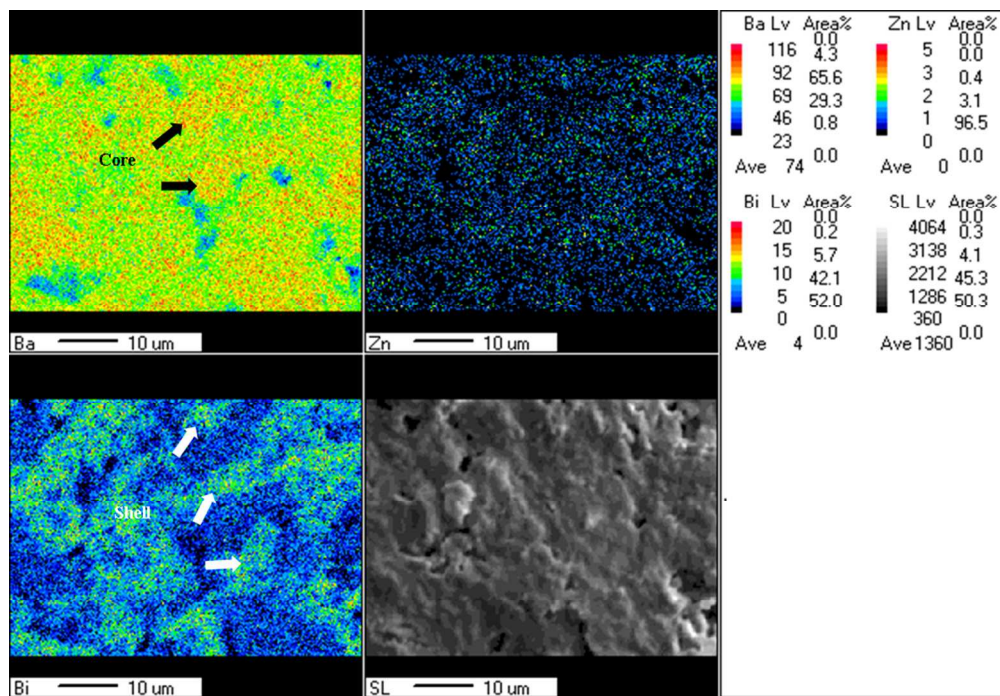 Core
Ba 10 um
Zn 10 um
Shell
Bi 10 um
SL 10 um
Ba Lv Area%
0.0
116 4.3
92 65.6
69 29.3
46 0.8
23
0.0
Ave 74
Zn Lv Area%
0.0
5 0.0
3 0.4
2 3.1
1 96.5
0
0.0
Ave 0
Bi Lv Area%
0.0
20 0.2
15 5.7
10 42.1
5 52.0
0
0.0
Ave 4
SL Lv Area%
0.0
4064 0.3
3138 4.1
2212 45.3
1286 50.3
360
0.0
Ave 1360